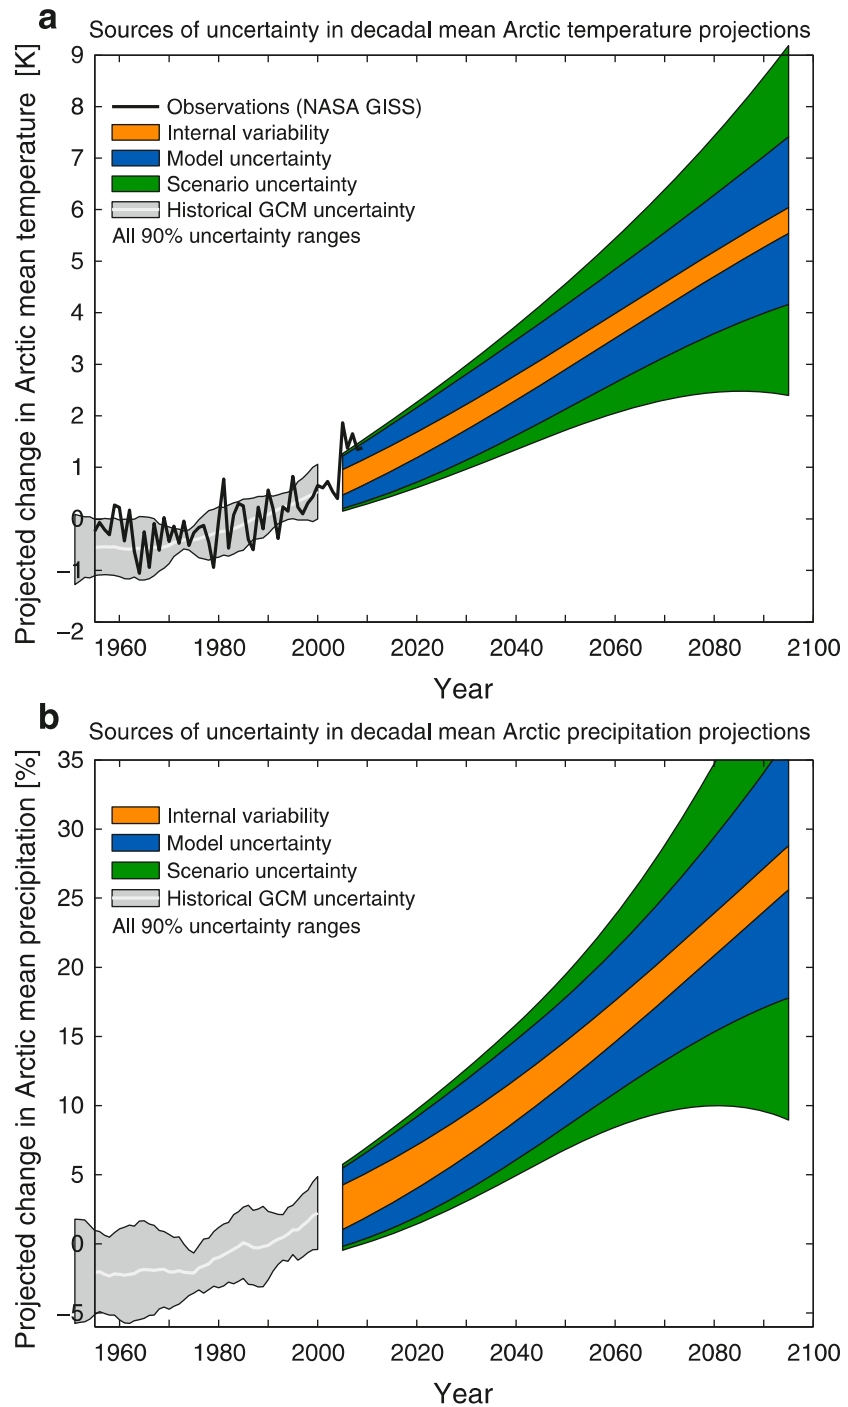 a
Sources of uncertainty in decadal mean Arctic temperature projections
Projected change in Arctic mean temperature [K]
9
8
7
6
5
4
3
2
1
0
−1
−2
Observations (NASA GISS)
Internal variability
Model uncertainty
Scenario uncertainty
Historical GCM uncertainty
All 90% uncertainty ranges
1960 1980 2000 2020 2040 2060 2080 2100
Year
b
Sources of uncertainty in decadal mean Arctic precipitation projections
Projected change in Arctic mean precipitation [%]
35
30
25
20
15
10
5
0
−5
Internal variability
Model uncertainty
Scenario uncertainty
Historical GCM uncertainty
All 90% uncertainty ranges
1960 1980 2000 2020 2040 2060 2080 2100
Year